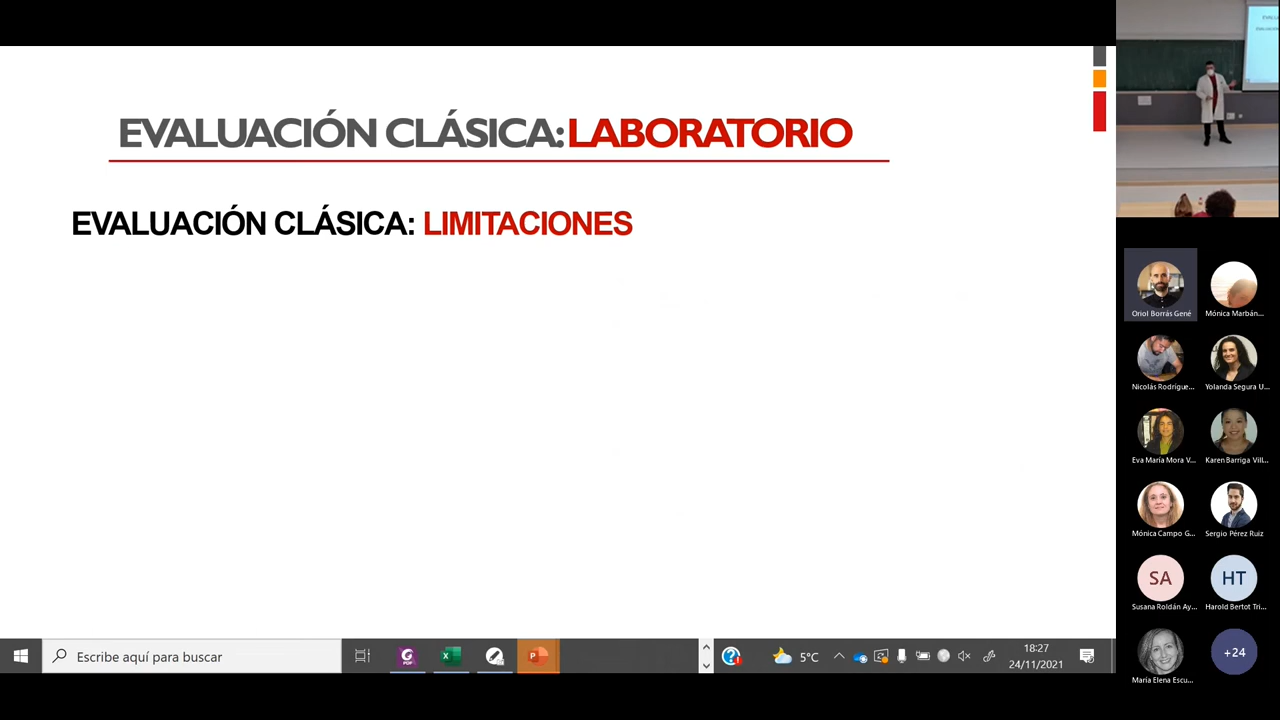 EVALUACIÓN CLÁSICA: LABORATORIO
EVALUACIÓN CLÁSICA: LIMITACIONES
Oriol Borrás Gené
Mónica Marbán...
Nicolás Rodrígue...
Yolanda Segura U...
Eva María Mora V...
Karen Barriga Vill...
Mónica Campo G...
Sergio Pérez Ruiz
SA
HT
Susana Roldán Ay...
Harold Bertot Tri...
María Elena Escu...
+24
Escribe aquí para buscar
5°C
18:27
24/11/2021